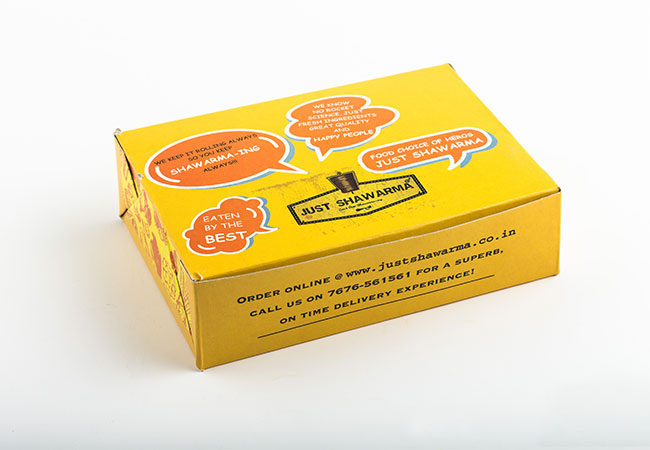 WE KEEP IT ROLLING ALWAYS
SO YOU KEEP
SHAWARMA-ING
ALWAYS!!!
WE KNOW
NO ROCKET
SCIENCE JUST
FRESH INGREDIENTS
GREAT QUALITY
AND
HAPPY PEOPLE
FOOD CHOICE OF HEROS
JUST SHAWARMA
EATEN
BY THE
BEST
JUST SHAWARMA
ORDER ONLINE @ www.justshawarma.co.in
CALL US ON 7676-561561 FOR A SUPERB,
ON TIME DELIVERY EXPERIENCE!